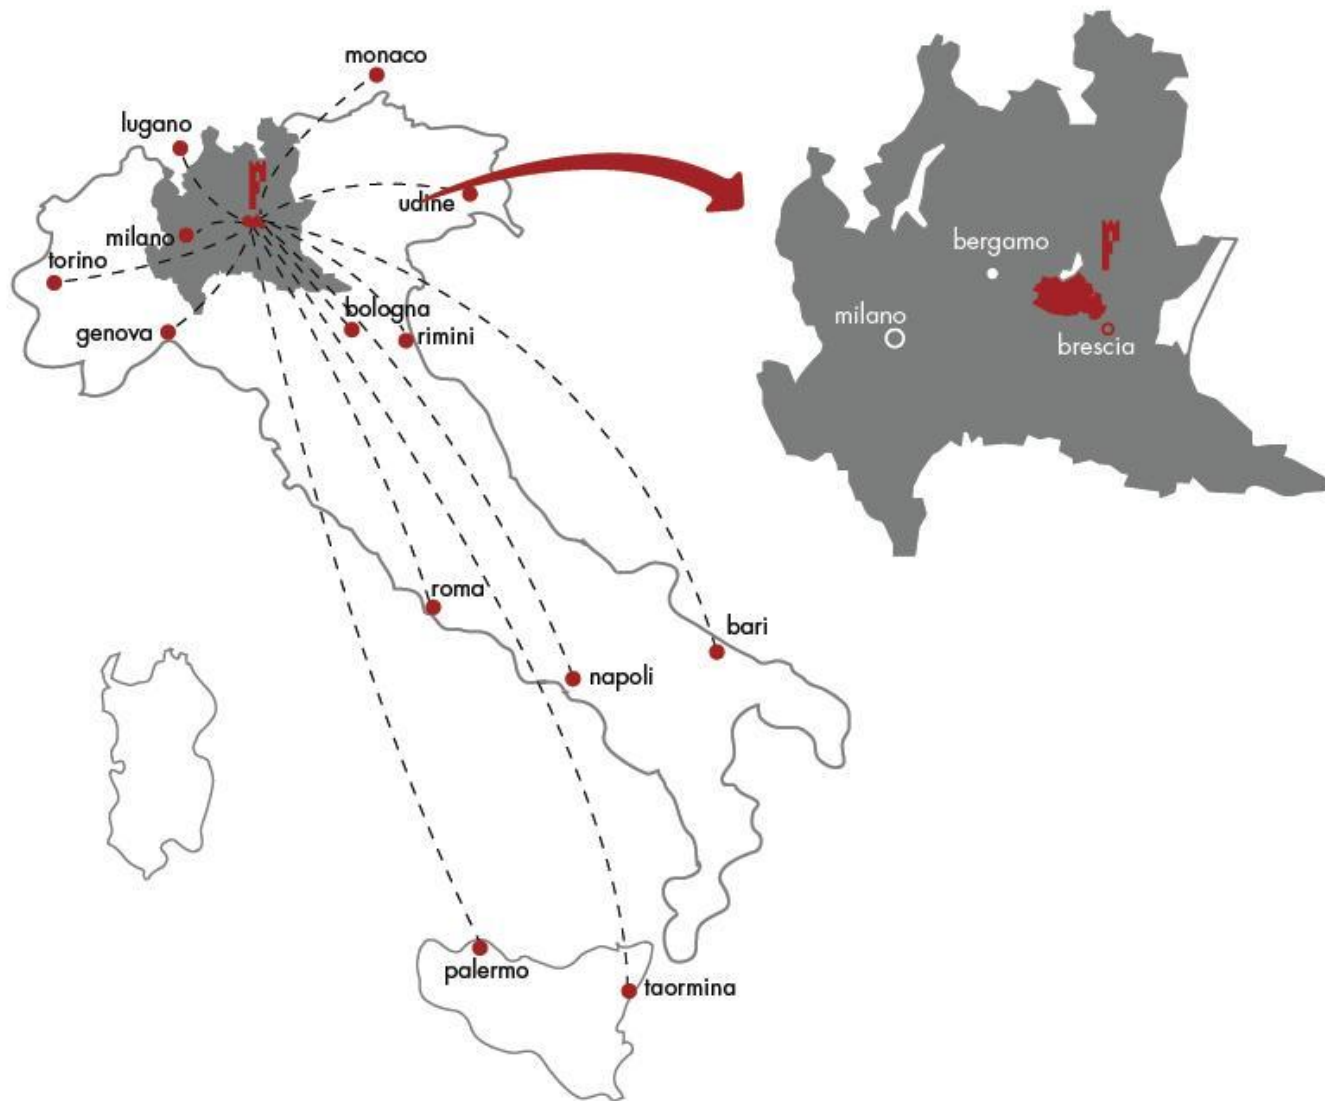 monaco
lugano
udine
milano
torino
bologna
genova
rimini
roma
bari
napoli
palermo
taormina
bergamo
milano
brescia